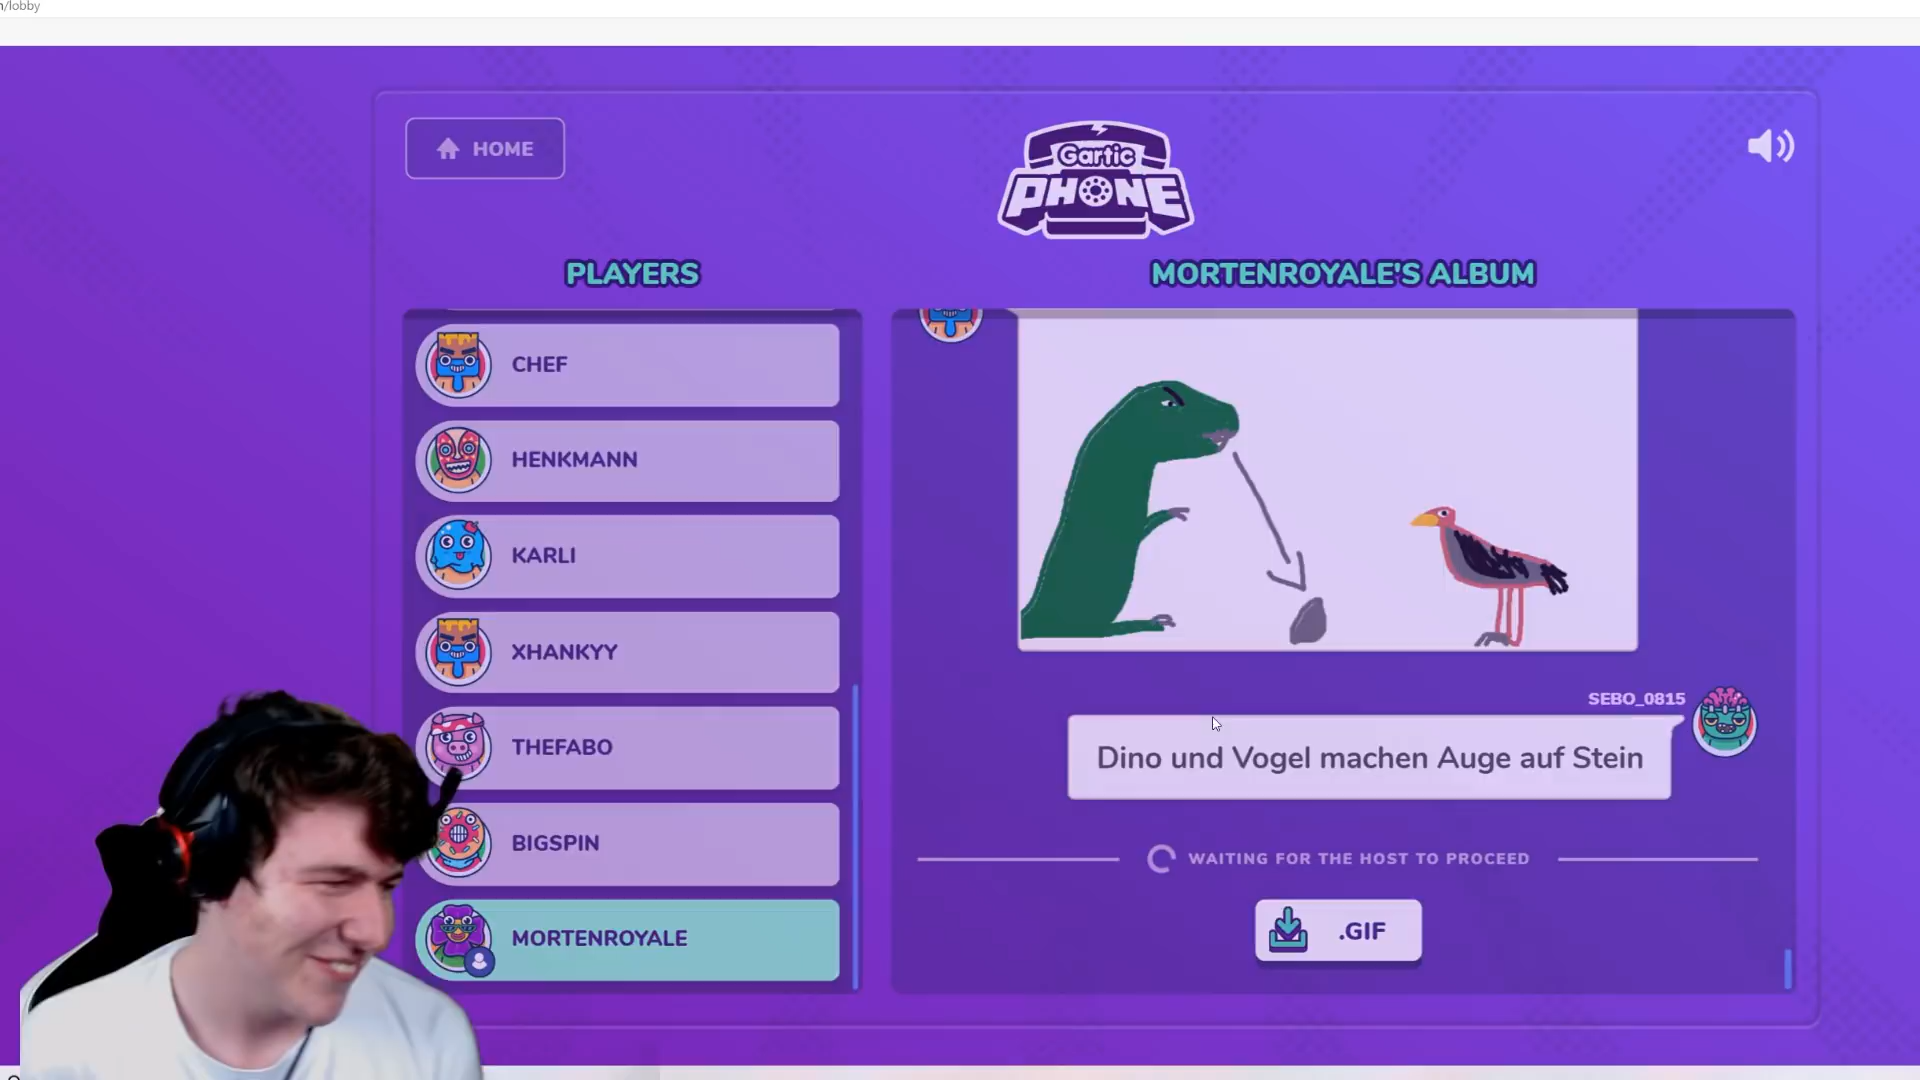 /lobby
HOME
Gartic
PHONE
PLAYERS
MORTENROYALE'S ALBUM
CHEF
HENKMANN
KARLI
XHANKYY
THEFABO
BIGSPIN
MORTENROYALE
SEBO_0815
Dino und Vogel machen Auge auf Stein
WAITING FOR THE HOST TO PROCEED
.GIF